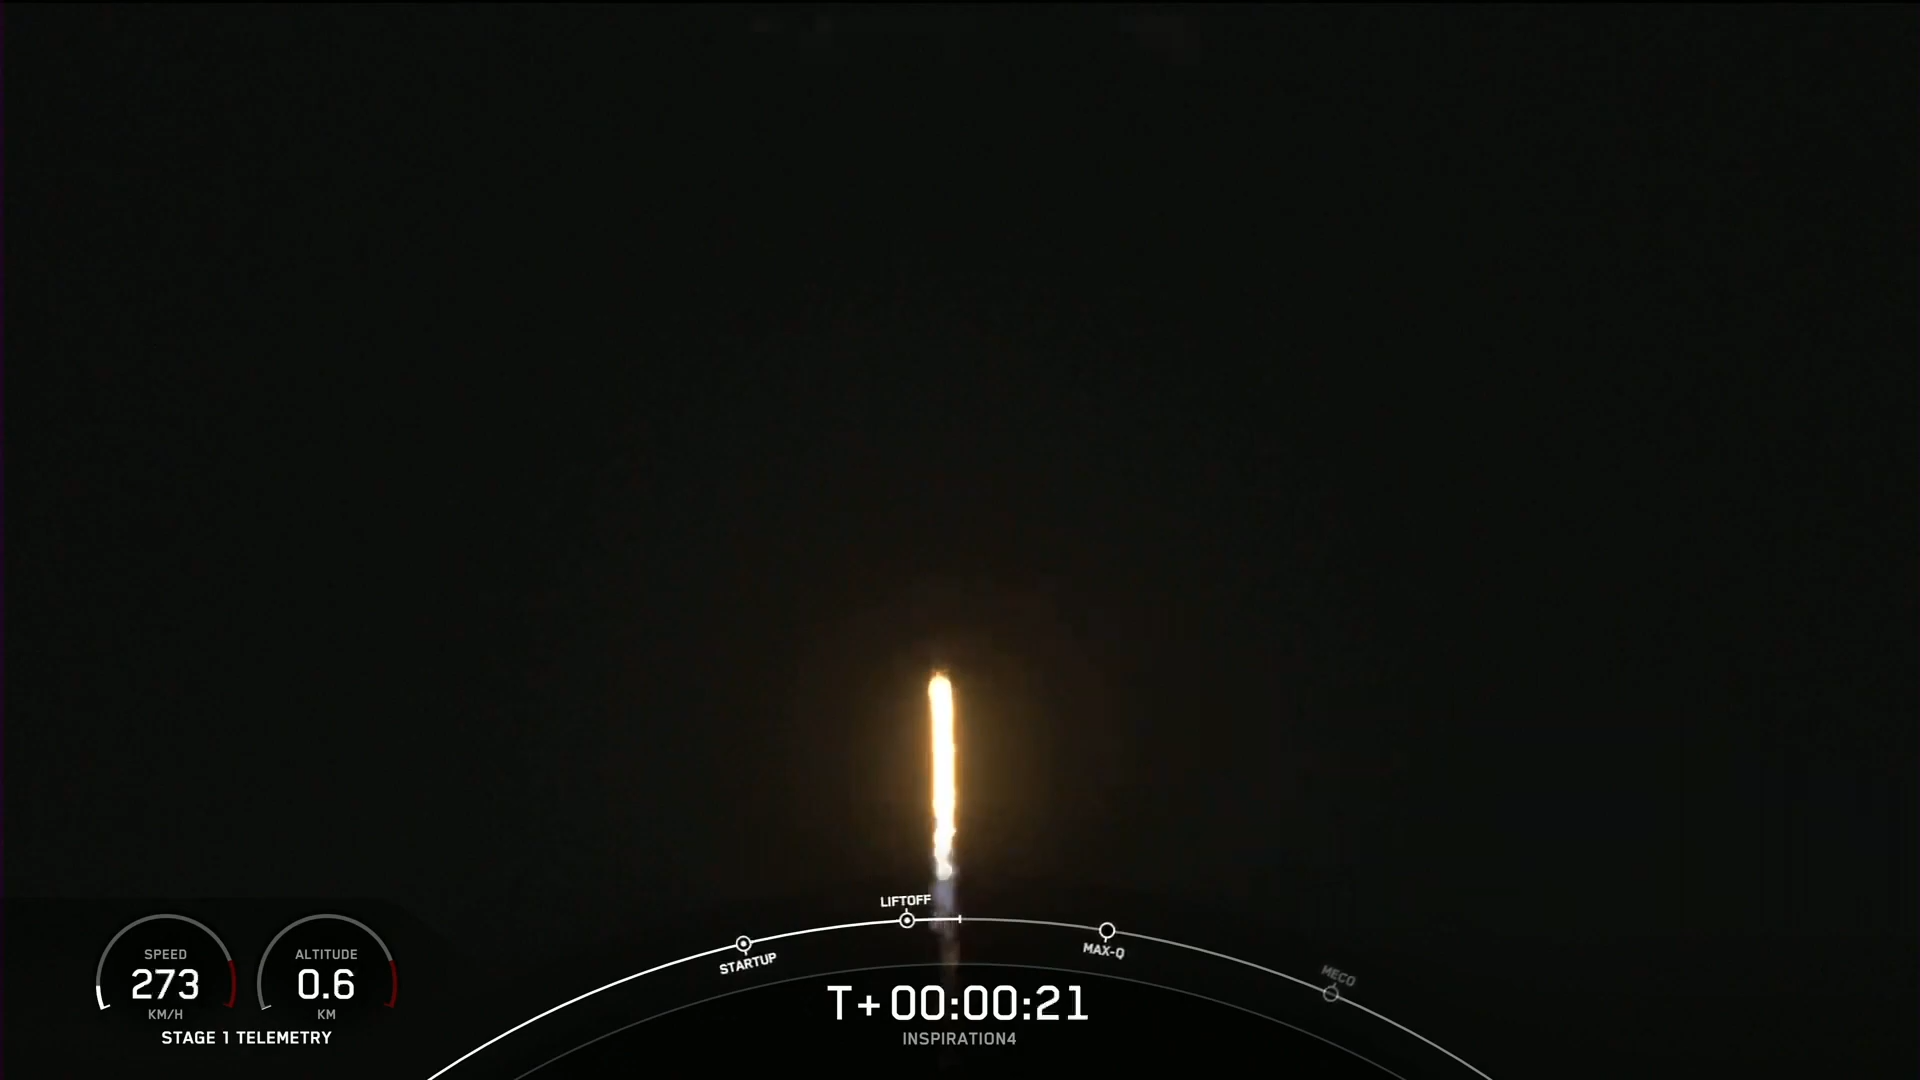 LIFTOFF
STARTUP
MAX-Q
MECO
SPEED
273
KM/H
ALTITUDE
0.6
KM
STAGE 1 TELEMETRY
T+00:00:21
INSPIRATION4